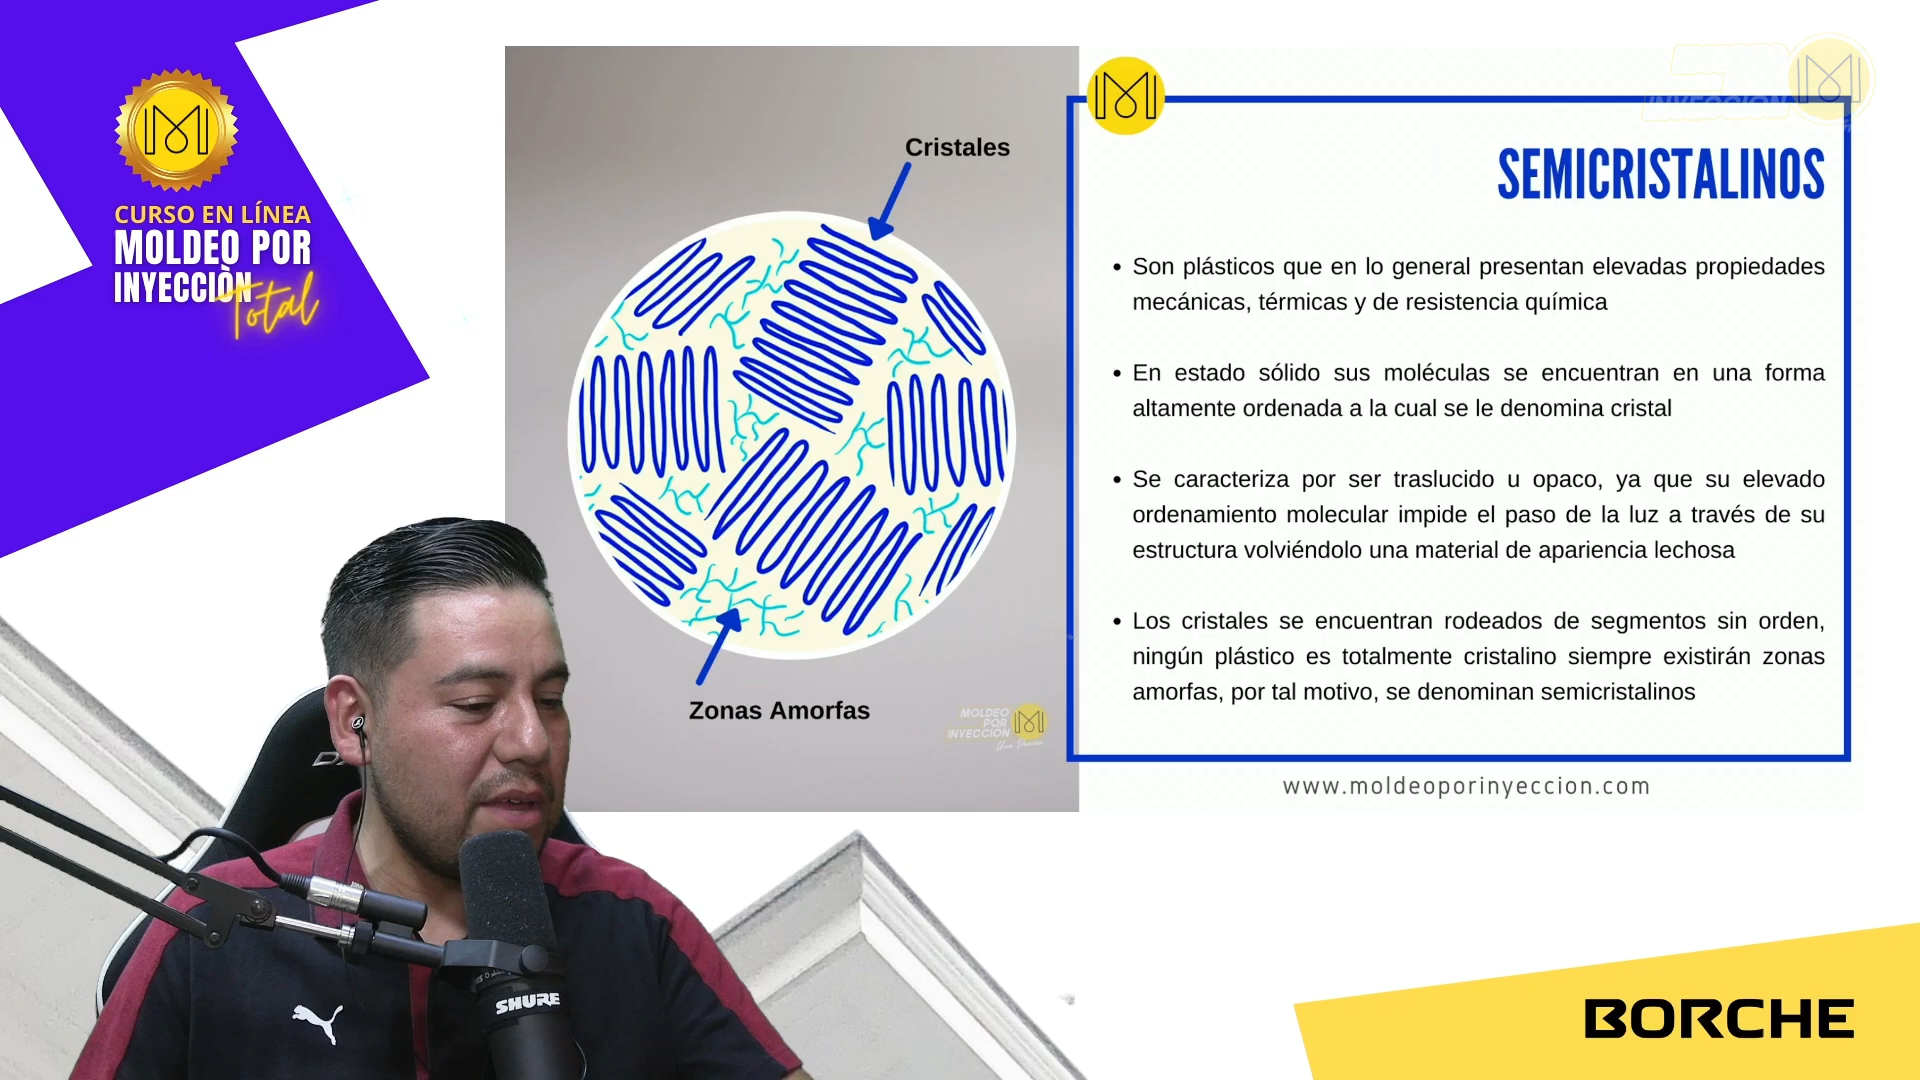 CURSO EN LÍNEA
MOLDEO POR
INYECCIÒN
Total
Cristales
Zonas Amorfas
MOLDEO
POR
INYECCIÓN
SEMICRISTALINOS
• Son plásticos que en lo general presentan elevadas propiedades
mecánicas, térmicas y de resistencia química
• En estado sólido sus moléculas se encuentran en una forma
altamente ordenada a la cual se le denomina cristal
• Se caracteriza por ser traslucido u opaco, ya que su elevado
ordenamiento molecular impide el paso de la luz a través de su
estructura volviéndolo una material de apariencia lechosa
• Los cristales se encuentran rodeados de segmentos sin orden,
ningún plástico es totalmente cristalino siempre existirán zonas
amorfas, por tal motivo, se denominan semicristalinos
www.moldeoporinyeccion.com
SHURE
BORCHE